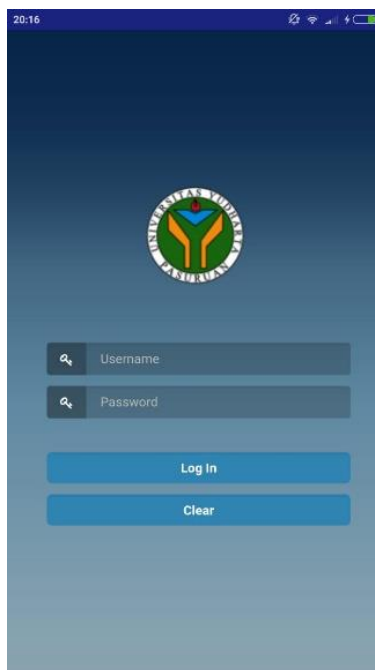 20:16
UNIVERSITAS YUDHARTA
PASURUAN
Username
Password
Log In
Clear